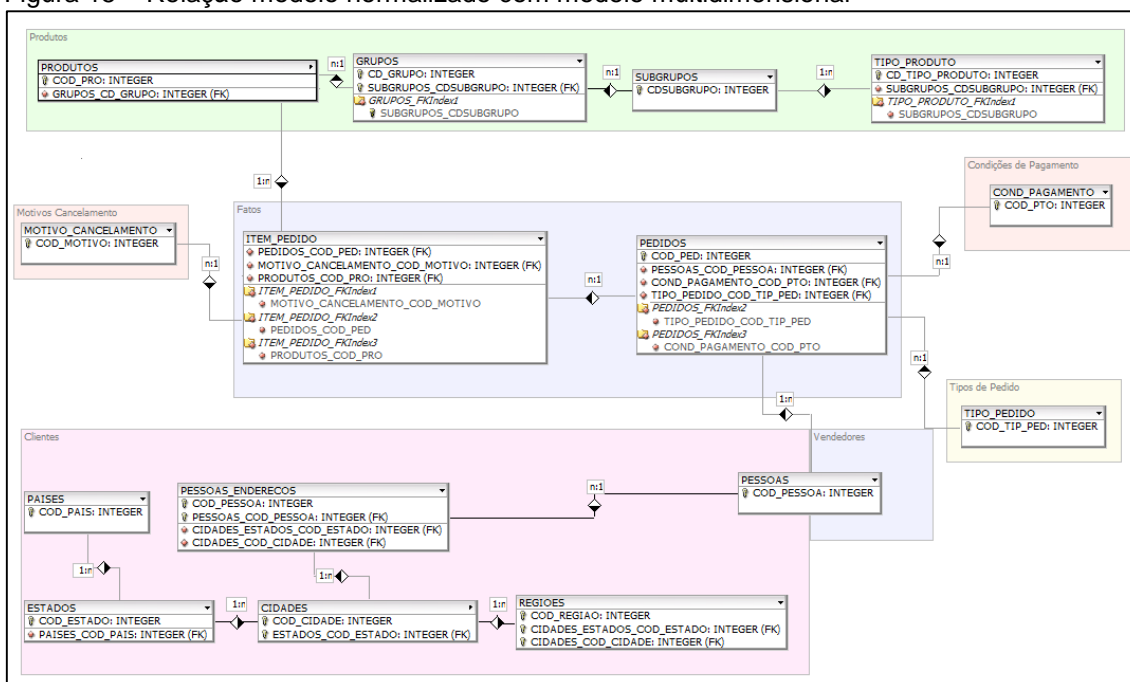 Figura 13 – Relação modelo normalizado com modelo multidimensional
Produtos
PRODUTOS
COD_PRO: INTEGER
GRUPOS_CD_GRUPO: INTEGER (FK)
n:1
GRUPOS
CD_GRUPO: INTEGER
SUBGRUPOS_CDSUBGRUPO: INTEGER (FK)
GRUPOS_FKIndex1
SUBGRUPOS_CDSUBGRUPO
n:1
SUBGRUPOS
CDSUBGRUPO: INTEGER
1:n
TIPO_PRODUTO
CD_TIPO_PRODUTO: INTEGER
SUBGRUPOS_CDSUBGRUPO: INTEGER (FK)
TIPO_PRODUTO_FKIndex1
SUBGRUPOS_CDSUBGRUPO
1:n
Condições de Pagamento
COND_PAGAMENTO
COD_PTO: INTEGER
n:1
Motivos Cancelamento
MOTIVO_CANCELAMENTO
COD_MOTIVO: INTEGER
n:1
Fatos
ITEM_PEDIDO
PEDIDOS_COD_PED: INTEGER (FK)
MOTIVO_CANCELAMENTO_COD_MOTIVO: INTEGER (FK)
PRODUTOS_COD_PRO: INTEGER (FK)
ITEM_PEDIDO_FKIndex1
MOTIVO_CANCELAMENTO_COD_MOTIVO
ITEM_PEDIDO_FKIndex2
PEDIDOS_COD_PED
ITEM_PEDIDO_FKIndex3
PRODUTOS_COD_PRO
n:1
PEDIDOS
COD_PED: INTEGER
PESSOAS_COD_PESSOA: INTEGER (FK)
COND_PAGAMENTO_COD_PTO: INTEGER (FK)
TIPO_PEDIDO_COD_TIP_PED: INTEGER (FK)
PEDIDOS_FKIndex2
TIPO_PEDIDO_COD_TIP_PED
PEDIDOS_FKIndex3
COND_PAGAMENTO_COD_PTO
n:1
Tipos de Pedido
TIPO_PEDIDO
COD_TIP_PED: INTEGER
1:n
Clientes
Vendedores
PESSOAS
COD_PESSOA: INTEGER
n:1
PAISES
COD_PAIS: INTEGER
PESSOAS_ENDERECOS
COD_PESSOA: INTEGER
PESSOAS_COD_PESSOA: INTEGER (FK)
CIDADES_ESTADOS_COD_ESTADO: INTEGER (FK)
CIDADES_COD_CIDADE: INTEGER (FK)
1:n
1:n
ESTADOS
COD_ESTADO: INTEGER
PAISES_COD_PAIS: INTEGER (FK)
1:n
CIDADES
COD_CIDADE: INTEGER
ESTADOS_COD_ESTADO: INTEGER (FK)
1:n
REGIOES
COD_REGIAO: INTEGER
CIDADES_ESTADOS_COD_ESTADO: INTEGER (FK)
CIDADES_COD_CIDADE: INTEGER (FK)